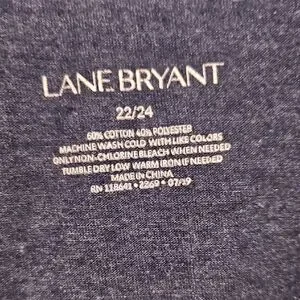 LANE BRYANT
22/24
60% COTTON 40% POLYESTER
MACHINE WASH COLD WITH LIKE COLORS
ONLY NON-CHLORINE BLEACH WHEN NEEDED
TUMBLE DRY LOW WARM IRON IF NEEDED
MADE IN CHINA
RN 118641 • 2269 • 07/19